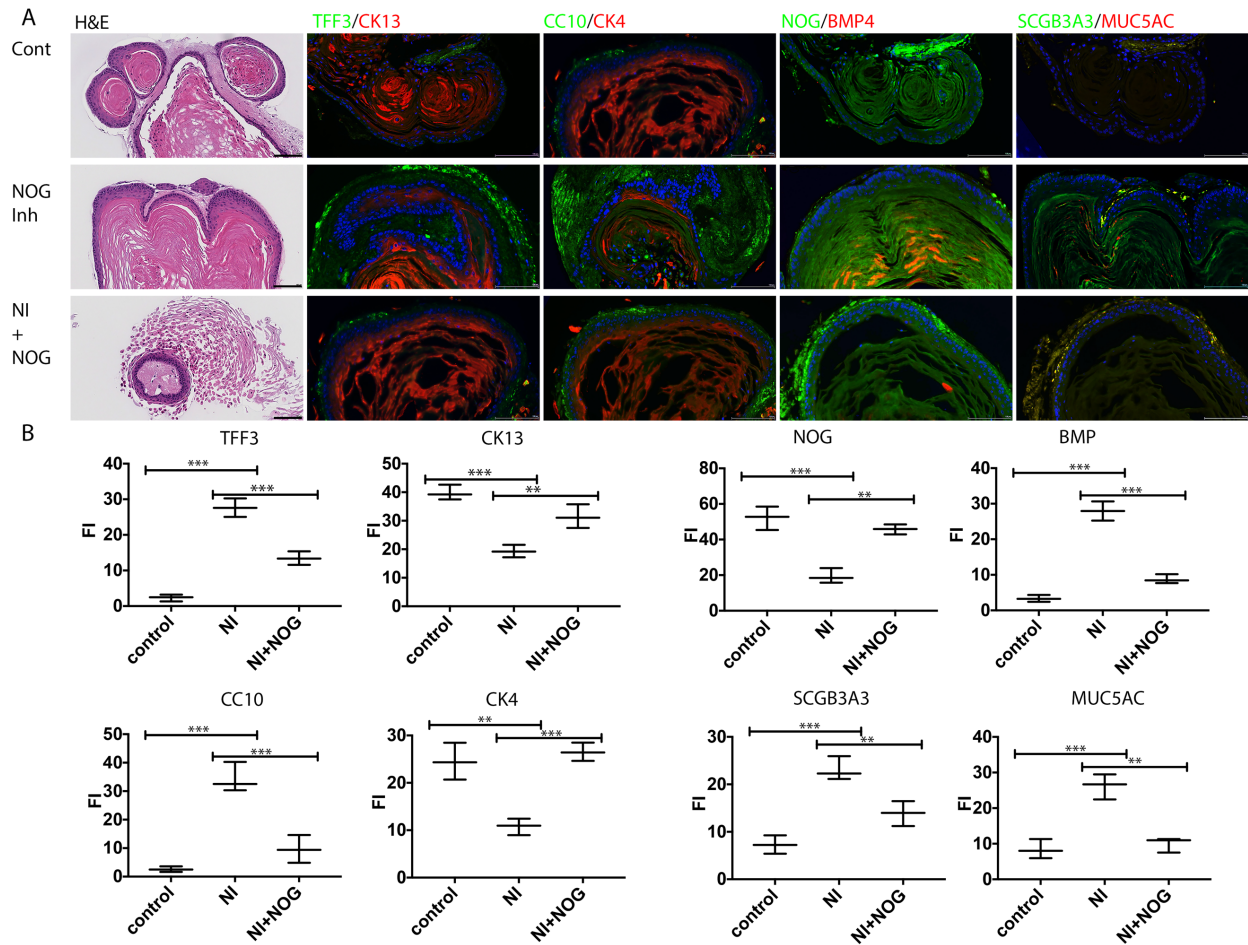 A
H&E
TFF3/CK13
CC10/CK4
NOG/BMP4
SCGB3A3/MUC5AC
Cont
NOG
Inh
NI
+
NOG
B
TFF3
CK13
NOG
BMP
FI
40
30
20
10
0
***
***
control
NI
NI+NOG
FI
50
40
30
20
10
0
***
**
control
NI
NI+NOG
FI
80
60
40
20
0
***
**
control
NI
NI+NOG
FI
40
30
20
10
0
***
***
control
NI
NI+NOG
CC10
CK4
SCGB3A3
MUC5AC
FI
50
40
30
20
10
0
***
***
control
NI
NI+NOG
30
20
10
0
**
***
control
NI
NI+NOG
FI
30
20
10
0
***
**
control
NI
NI+NOG
FI
40
30
20
10
0
***
**
control
NI
NI+NOG